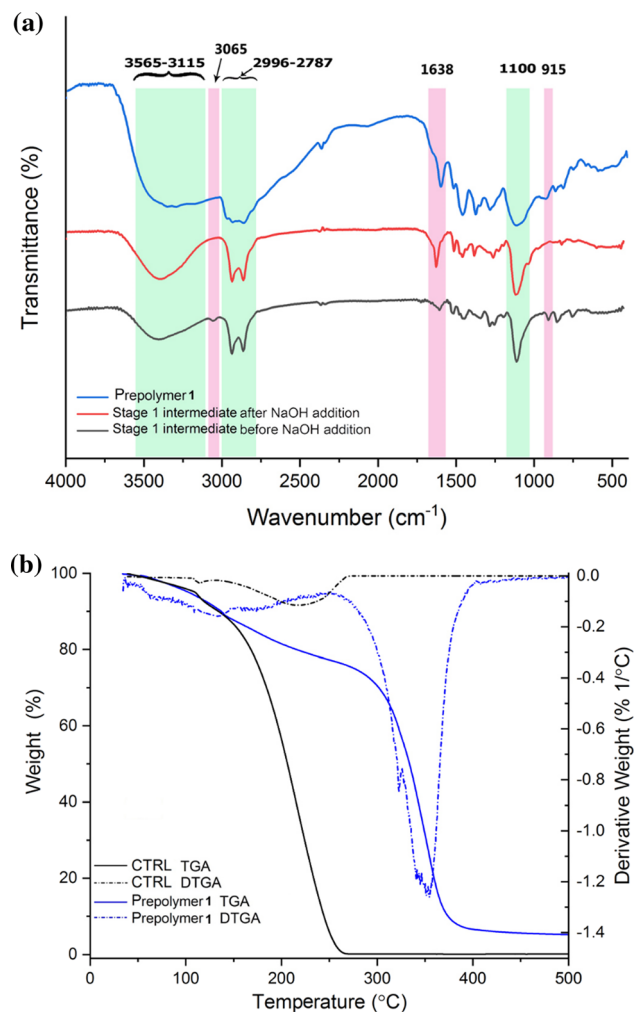 (a)
3565-3115
3065
2996-2787
1638
1100
915
Transmittance (%)
Prepolymer 1
Stage 1 intermediate after NaOH addition
Stage 1 intermediate before NaOH addition
4000 3500 3000 2500 2000 1500 1000 500
Wavenumber (cm⁻¹)
(b)
100
80
60
40
20
0
Weight (%)
0.0
-0.2
-0.4
-0.6
-0.8
-1.0
-1.2
-1.4
Derivative Weight (% 1/°C)
CTRL TGA
CTRL DTGA
Prepolymer 1 TGA
Prepolymer 1 DTGA
0 100 200 300 400 500
Temperature (°C)